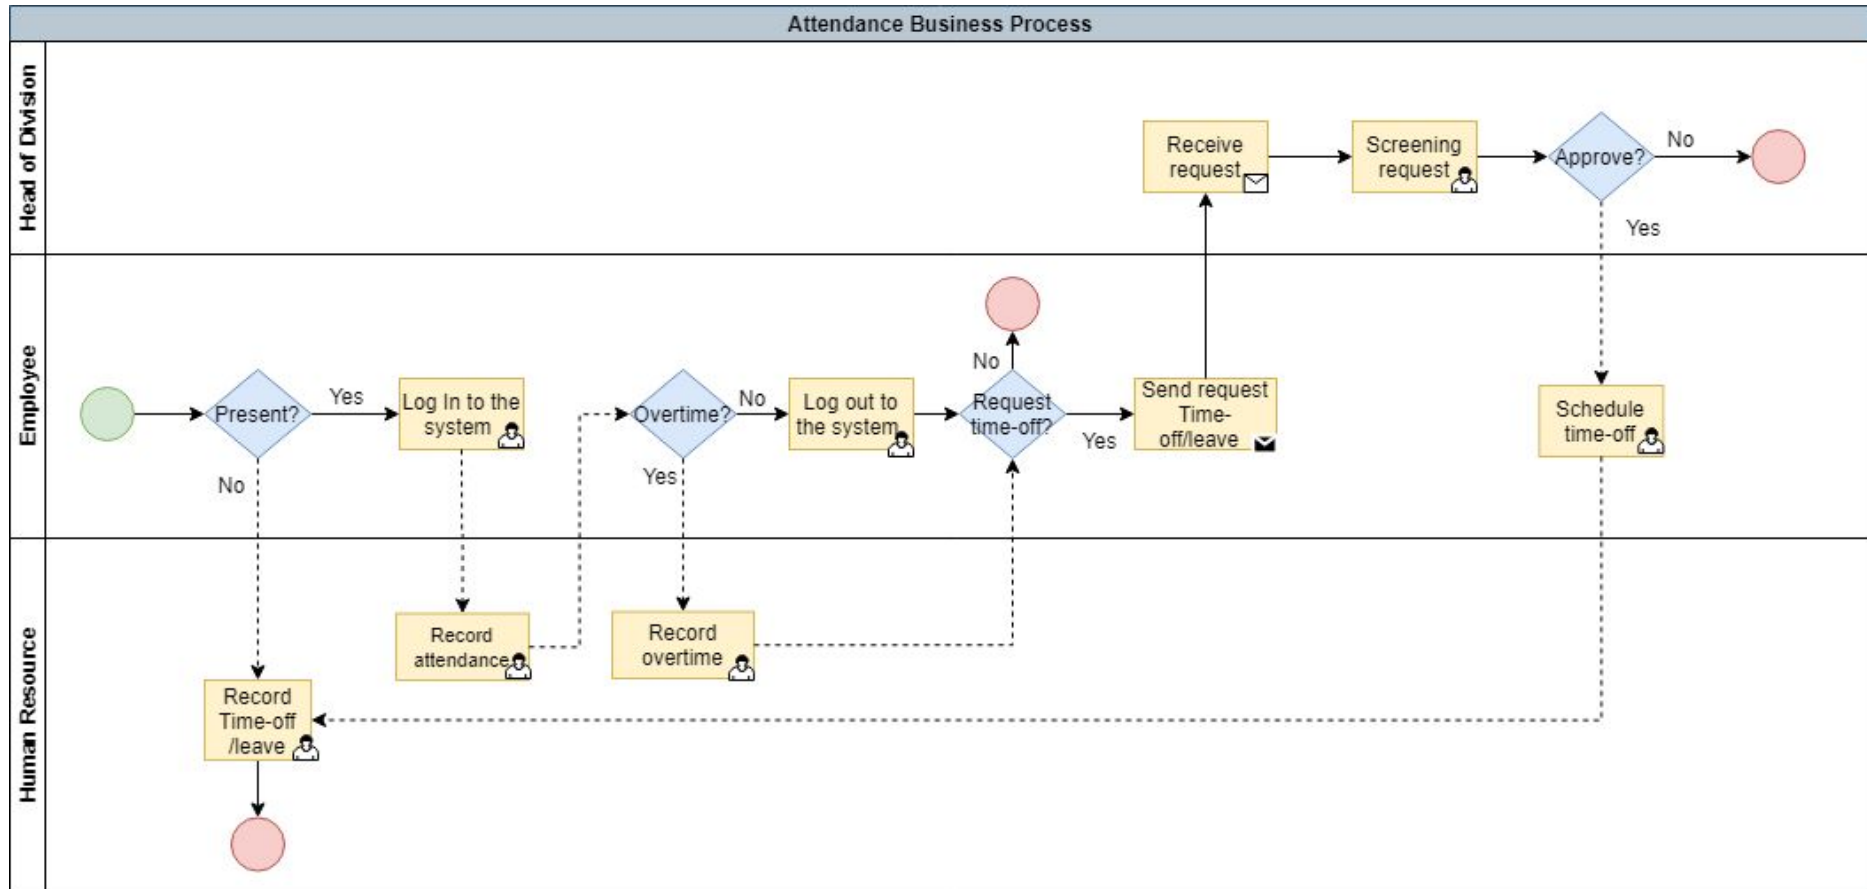 Attendance Business Process
Head of Division
Receive
request
Screening
request
Approve?
No
Yes
Employee
Present?
Yes
No
Log In to the
system
Overtime?
No
Yes
Log out to
the system
Request
time-off?
No
Yes
Send request
Time-
off/leave
Schedule
time-off
Human Resource
Record
Time-off
/leave
Record
attendance
Record
overtime